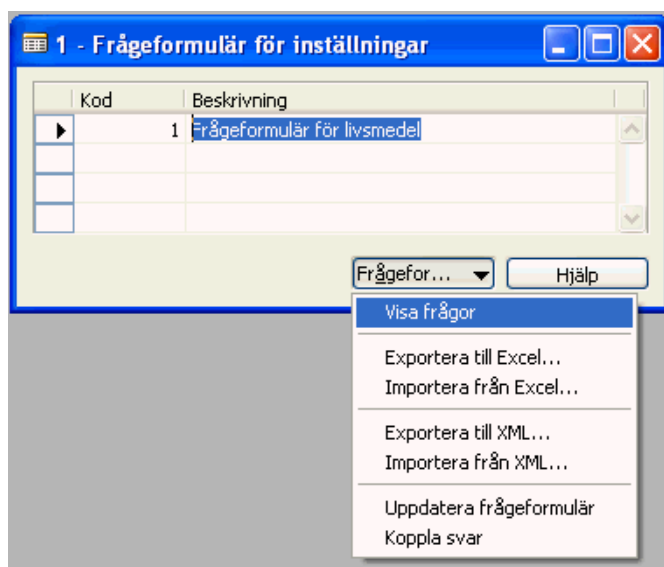 1 - Frågeformulär för inställningar
Kod Beskrivning
1 Frågeformulär för livsmedel
Frågefor... Hjälp
Visa frågor
Exportera till Excel...
Importera från Excel...
Exportera till XML...
Importera från XML...
Uppdatera frågeformulär
Koppla svar